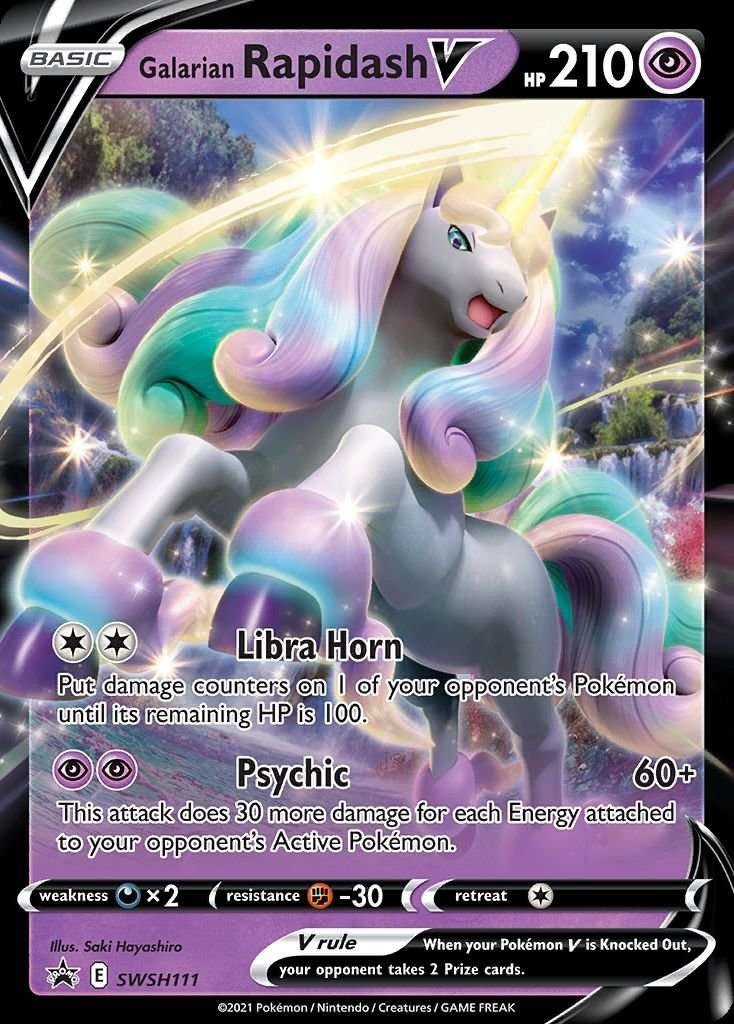 BASIC
Galarian Rapidash V
HP 210
Libra Horn
Put damage counters on 1 of your opponent's Pokémon
until its remaining HP is 100.
Psychic 60+
This attack does 30 more damage for each Energy attached
to your opponent's Active Pokémon.
weakness ×2 resistance -30 retreat
Illus. Saki Hayashiro
PROMO E SWSH111
V rule
When your Pokémon V is Knocked Out,
your opponent takes 2 Prize cards.
©2021 Pokémon / Nintendo / Creatures / GAME FREAK